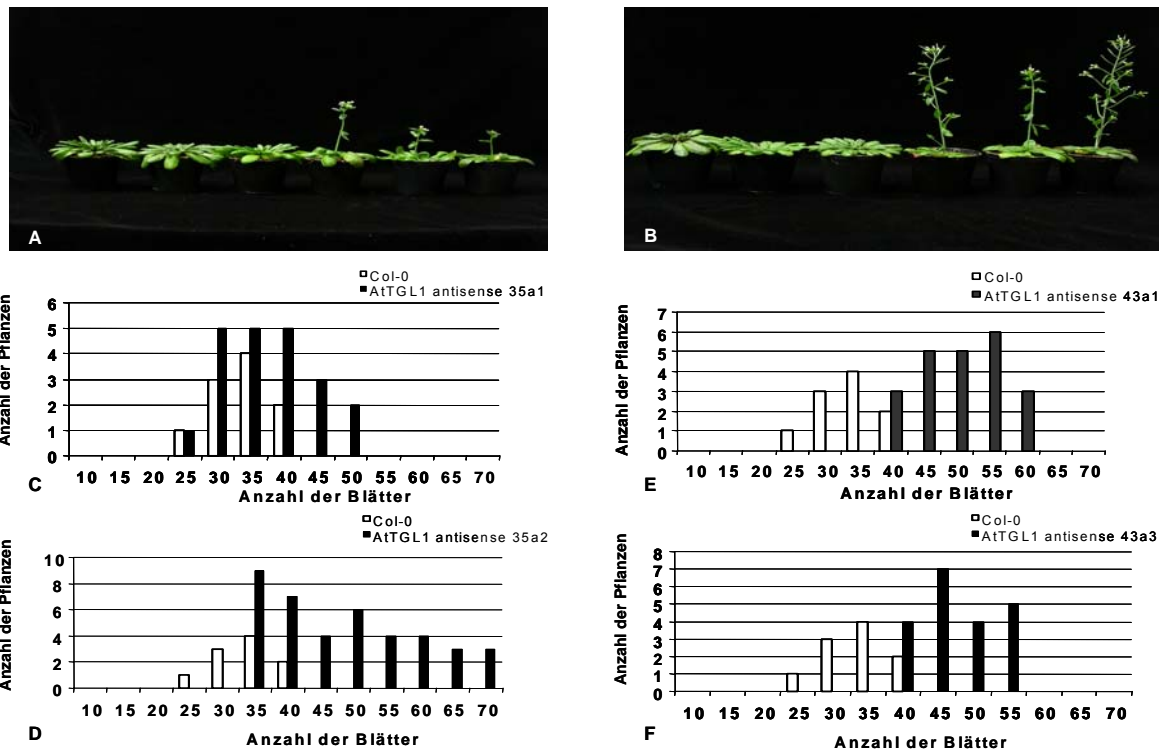 A
B
Col-0
AtTGL1 antisense 35a1
Anzahl der Pflanzen
6
5
4
3
2
1
0
10 15 20 25 30 35 40 45 50 55 60 65 70
C
Anzahl der Blätter
Col-0
AtTGL1 antisense 43a1
Anzahl der Pflanzen
7
6
5
4
3
2
1
0
10 15 20 25 30 35 40 45 50 55 60 65 70
E
Anzahl der Blätter
Col-0
AtTGL1 antisense 35a2
Anzahl der Pflanzen
10
8
6
4
2
0
10 15 20 25 30 35 40 45 50 55 60 65 70
D
Anzahl der Blätter
Col-0
AtTGL1 antisense 43a3
Anzahl der Pflanzen
8
7
6
5
4
3
2
1
0
10 15 20 25 30 35 40 45 50 55 60 65 70
F
Anzahl der Blätter